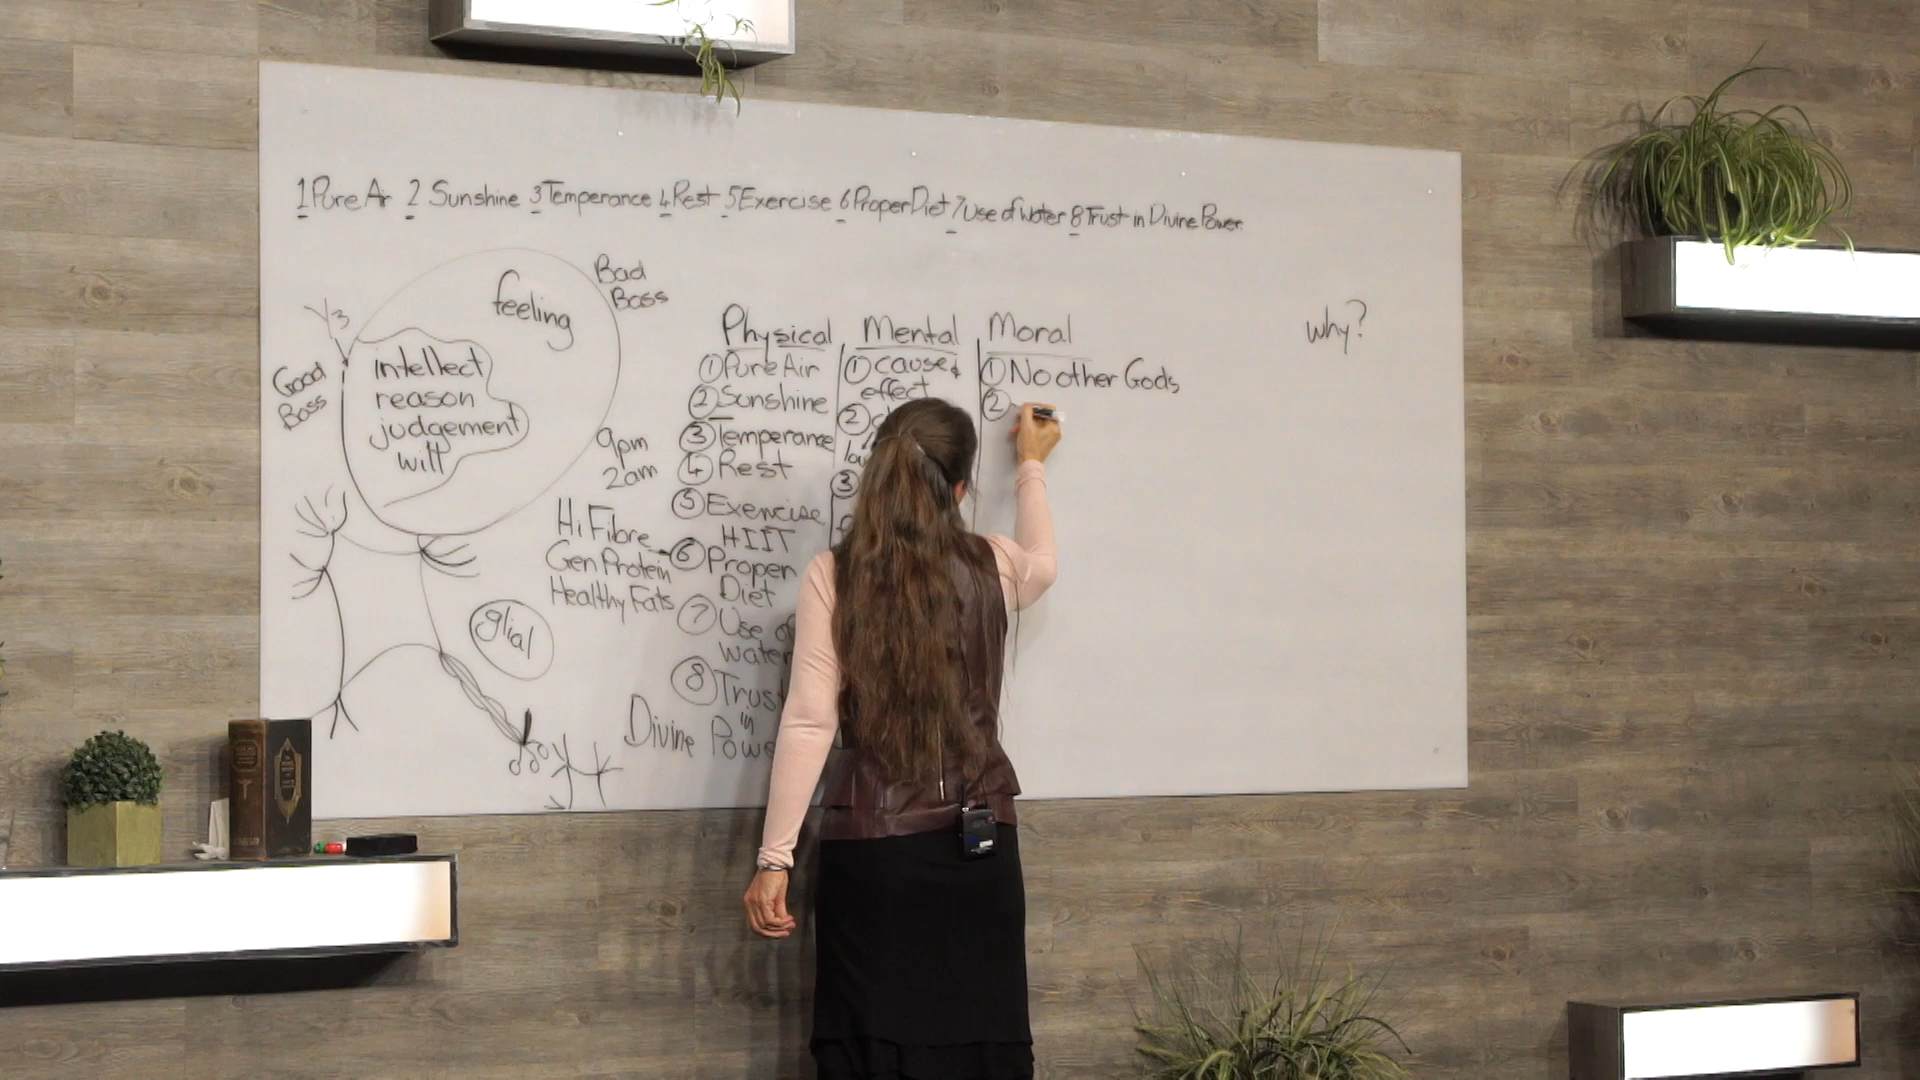 1 Pure Air 2 Sunshine 3 Temperance 4 Rest 5 Exercise 6 Proper Diet 7 Use of Water 8 Trust in Divine Power
feeling
Bad
Boss
1/3
Good
Boss
intellect
reason
judgement
will
9pm
2am
Hi Fibre
Gen Protein
Healthy Fats
glial
Physical
① Pure Air
② Sunshine
③ Temperance
④ Rest
⑤ Exercise
HIIT
⑥ Proper
Diet
⑦ Use of
Water
⑧ Trust
in
Divine Powe
Mental
① cause &
effect
②
③
Moral
① No other Gods
②
why?